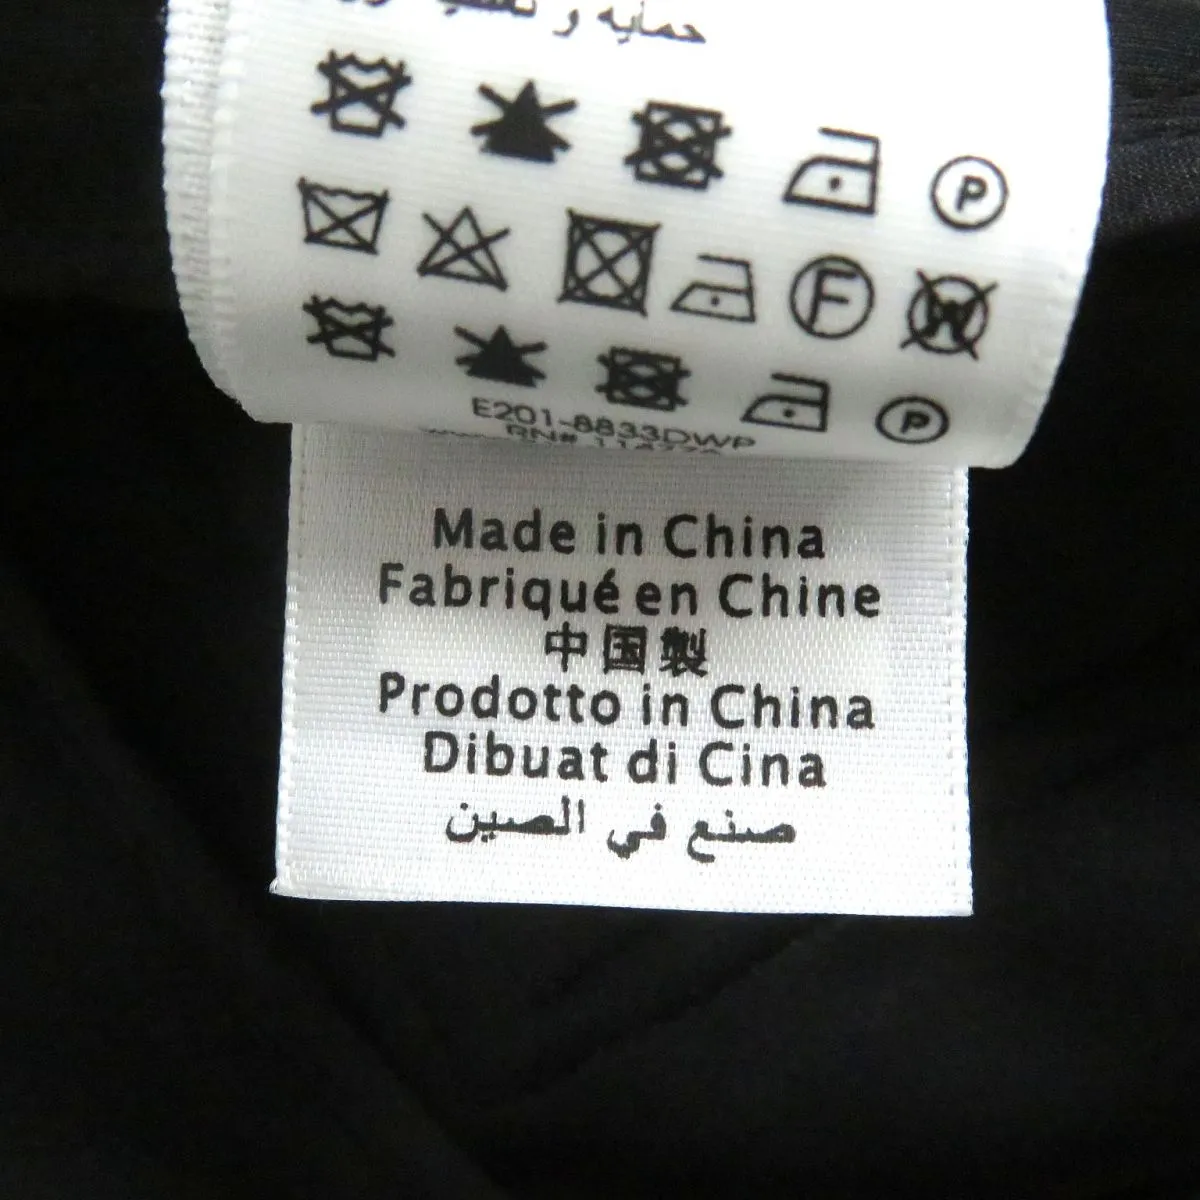 حمايه و
P
F W
P
E201-8833DWP
Made in China
Fabriqué en Chine
中国製
Prodotto in China
Dibuat di Cina
صنع في الصين